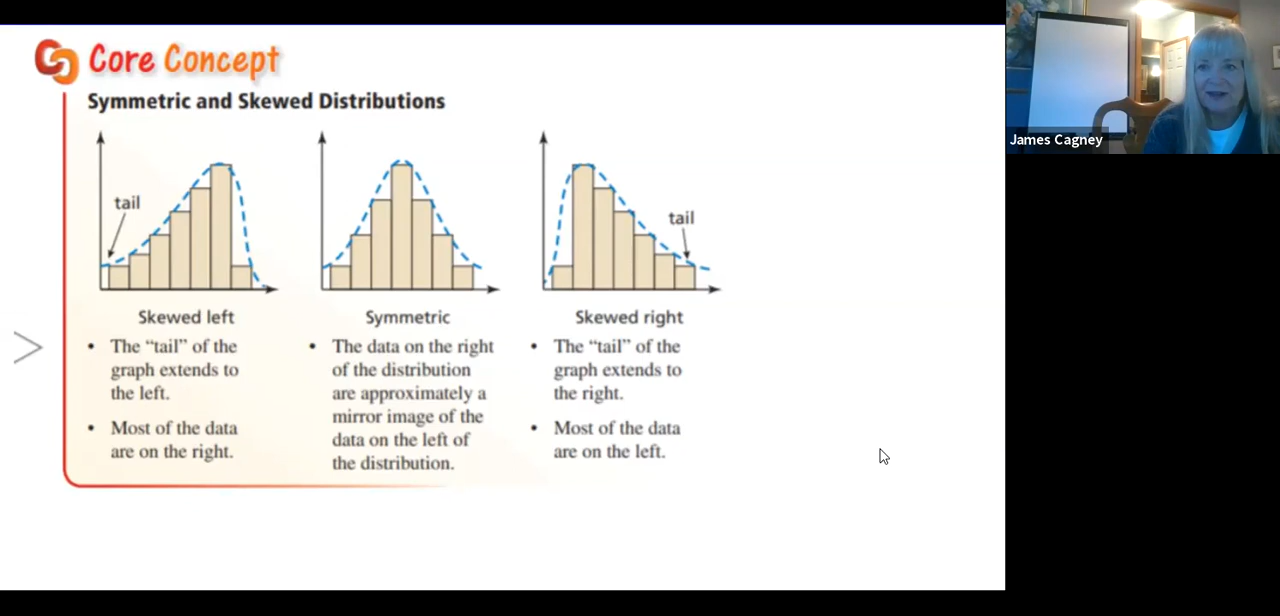 Core Concept
Symmetric and Skewed Distributions
tail
Skewed left
• The “tail” of the
graph extends to
the left.
• Most of the data
are on the right.
Symmetric
• The data on the right
of the distribution
are approximately a
mirror image of the
data on the left of
the distribution.
tail
Skewed right
• The “tail” of the
graph extends to
the right.
• Most of the data
are on the left.
James Cagney